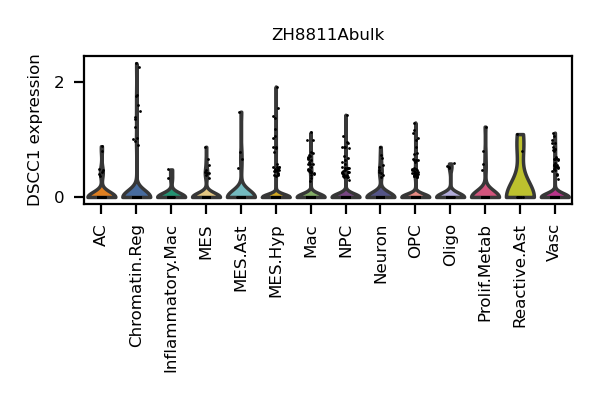 ZH8811Abulk
DSCC1 expression
2
0
AC
Chromatin.Reg
Inflammatory.Mac
MES
MES.Ast
MES.Hyp
Mac
NPC
Neuron
OPC
Oligo
Prolif.Metab
Reactive.Ast
Vasc